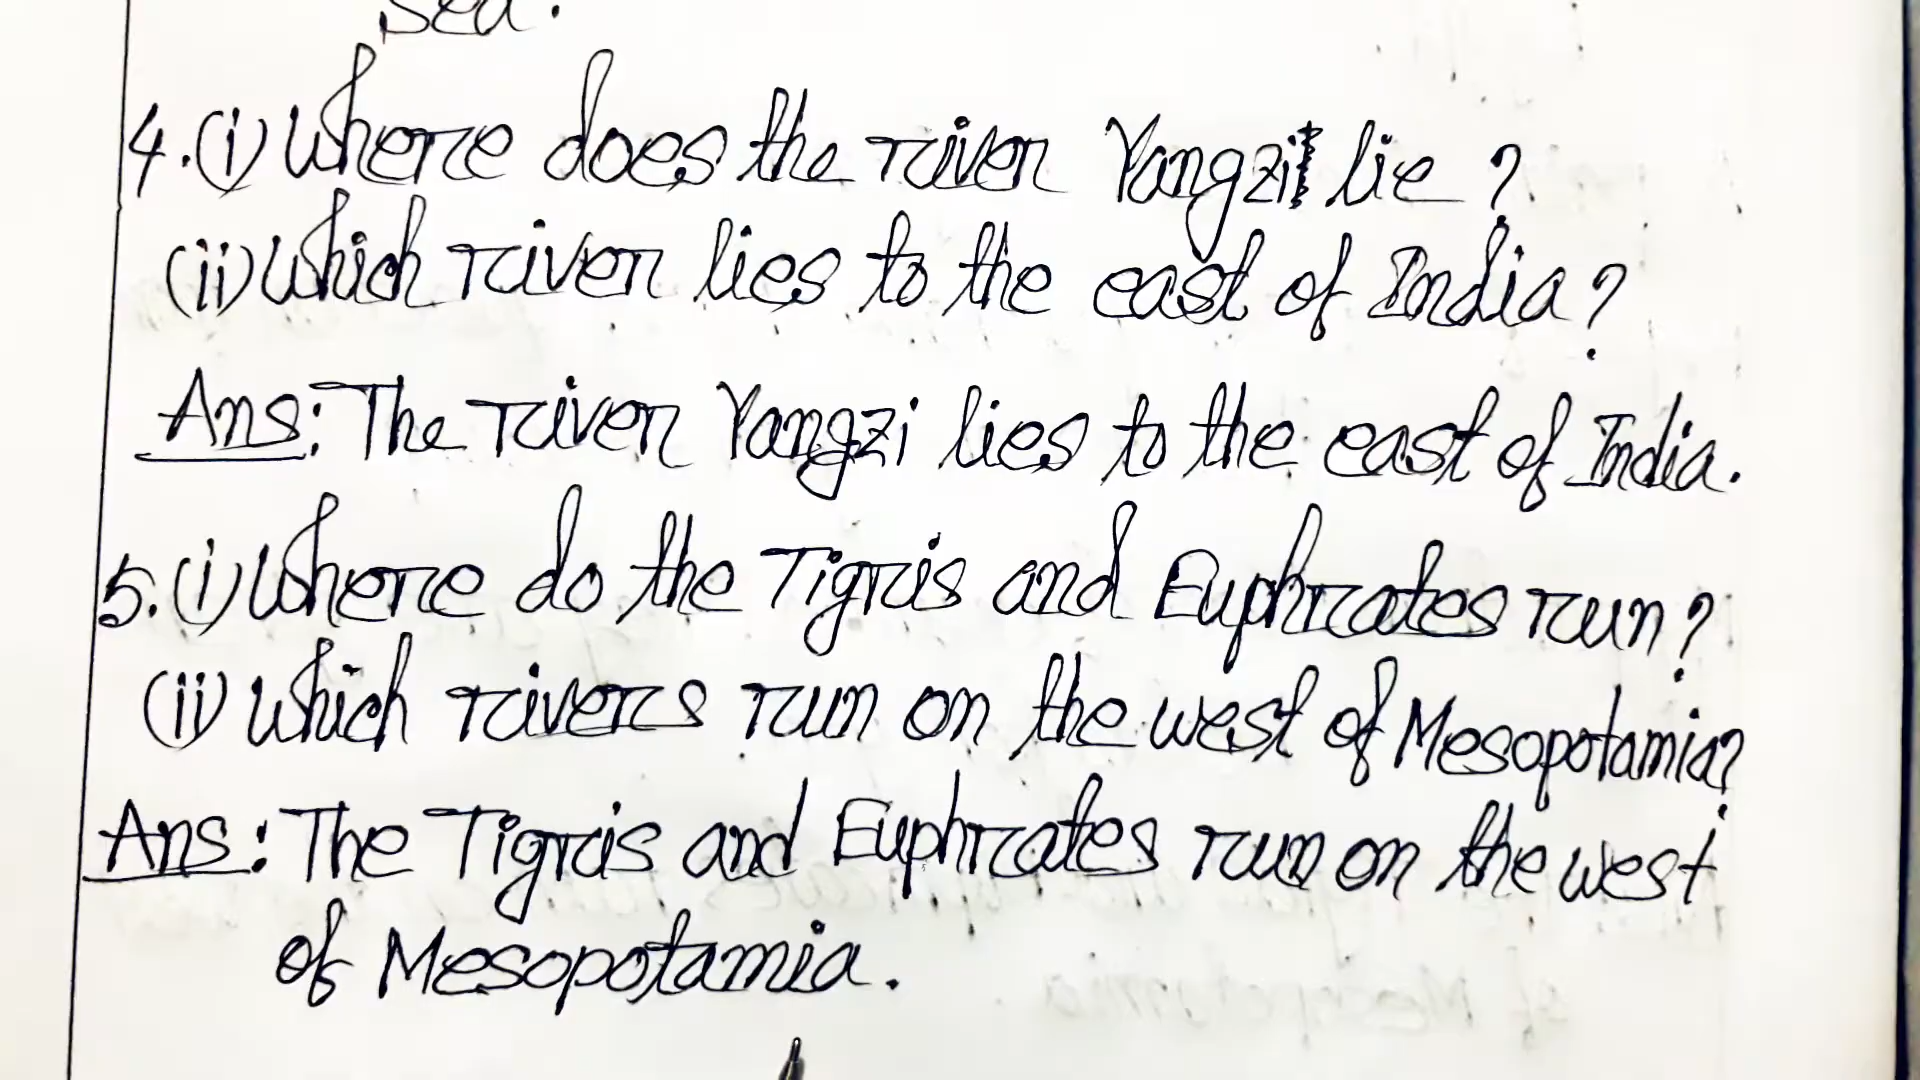 sea.
4.(i) Where does the river Yangzi lie?
(ii) Which river lies to the east of India?
Ans: The river Yangzi lies to the east of India.
5.(i) Where do the Tigris and Euphrates run?
(ii) Which rivers run on the west of Mesopotamia?
Ans: The Tigris and Euphrates run on the west
of Mesopotamia.